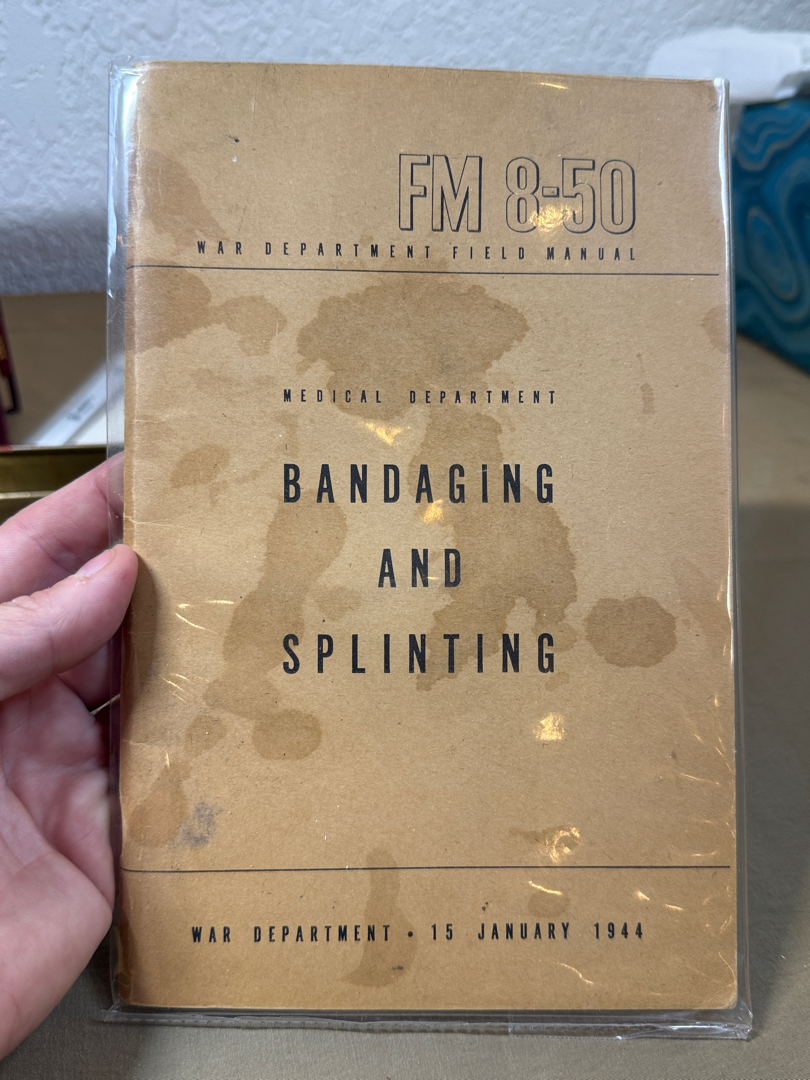 FM 8-50
WAR DEPARTMENT FIELD MANUAL
MEDICAL DEPARTMENT
BANDAGING
AND
SPLINTING
WAR DEPARTMENT • 15 JANUARY 1944